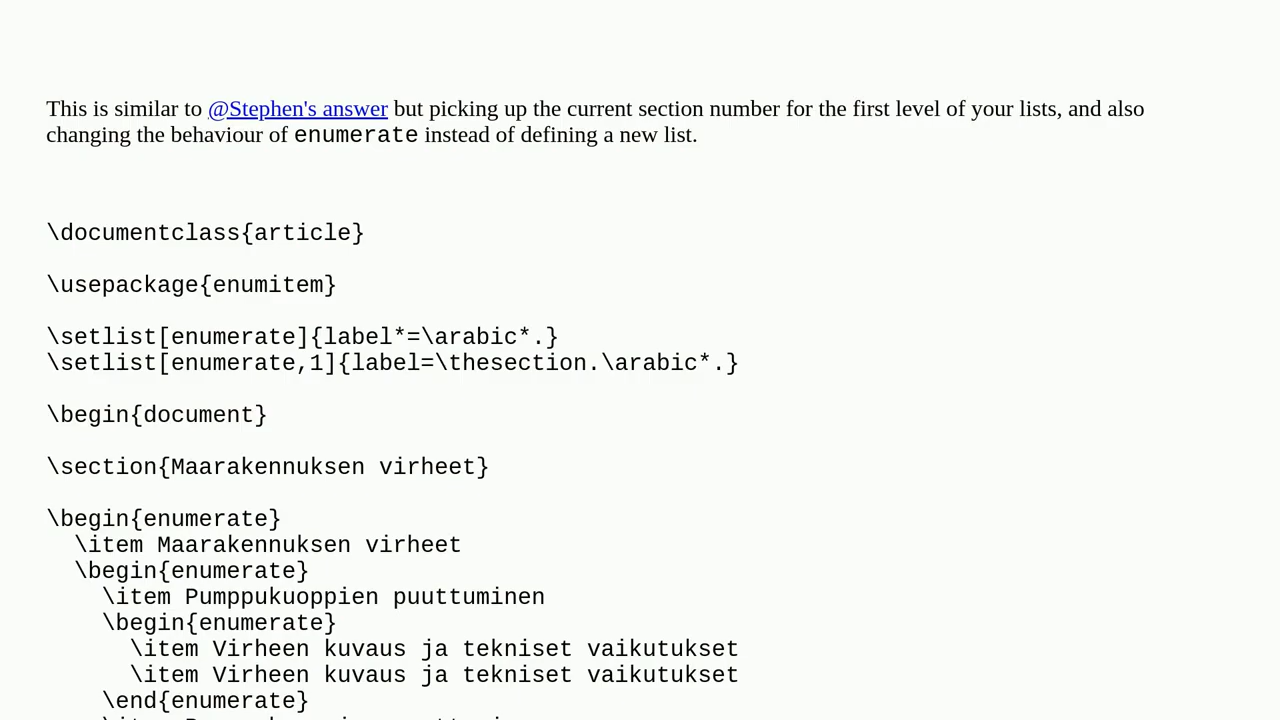 This is similar to @Stephen's answer but picking up the current section number for the first level of your lists, and also
changing the behaviour of enumerate instead of defining a new list.
\documentclass{article}
\usepackage{enumitem}
\setlist[enumerate]{label*=\arabic*.}
\setlist[enumerate,1]{label=\thesection.\arabic*.}
\begin{document}
\section{Maarakennuksen virheet}
\begin{enumerate}
  \item Maarakennuksen virheet
  \begin{enumerate}
    \item Pumppukuoppien puuttuminen
    \begin{enumerate}
      \item Virheen kuvaus ja tekniset vaikutukset
      \item Virheen kuvaus ja tekniset vaikutukset
    \end{enumerate}